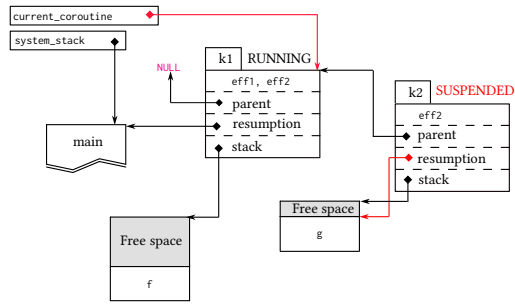 current_coroutine
system_stack
NULL
k1 RUNNING
eff1, eff2
parent
resumption
stack
main
k2 SUSPENDED
eff2
parent
resumption
stack
Free space
f
Free space
g